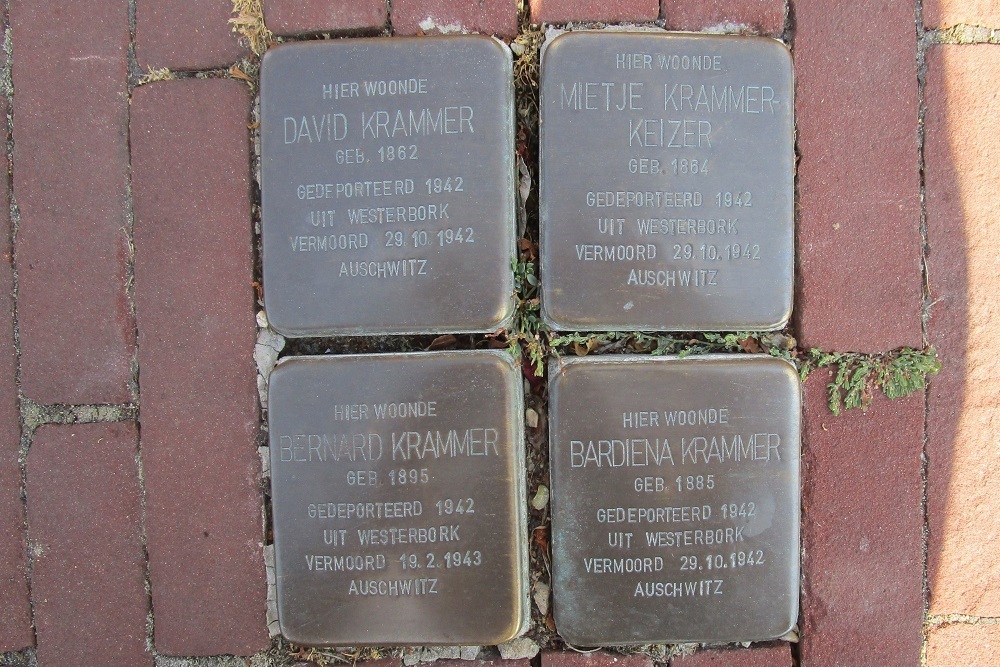 HIER WOONDE
DAVID KRAMMER
GEB. 1862
GEDEPORTEERD 1942
UIT WESTERBORK
VERMOORD 29.10.1942
AUSCHWITZ
HIER WOONDE
MIETJE KRAMMER-
KEIZER
GEB. 1864
GEDEPORTEERD 1942
UIT WESTERBORK
VERMOORD 29.10.1942
AUSCHWITZ
HIER WOONDE
BERNARD KRAMMER
GEB. 1895
GEDEPORTEERD 1942
UIT WESTERBORK
VERMOORD 19.2.1943
AUSCHWITZ
HIER WOONDE
BARDIENA KRAMMER
GEB. 1885
GEDEPORTEERD 1942
UIT WESTERBORK
VERMOORD 29.10.1942
AUSCHWITZ